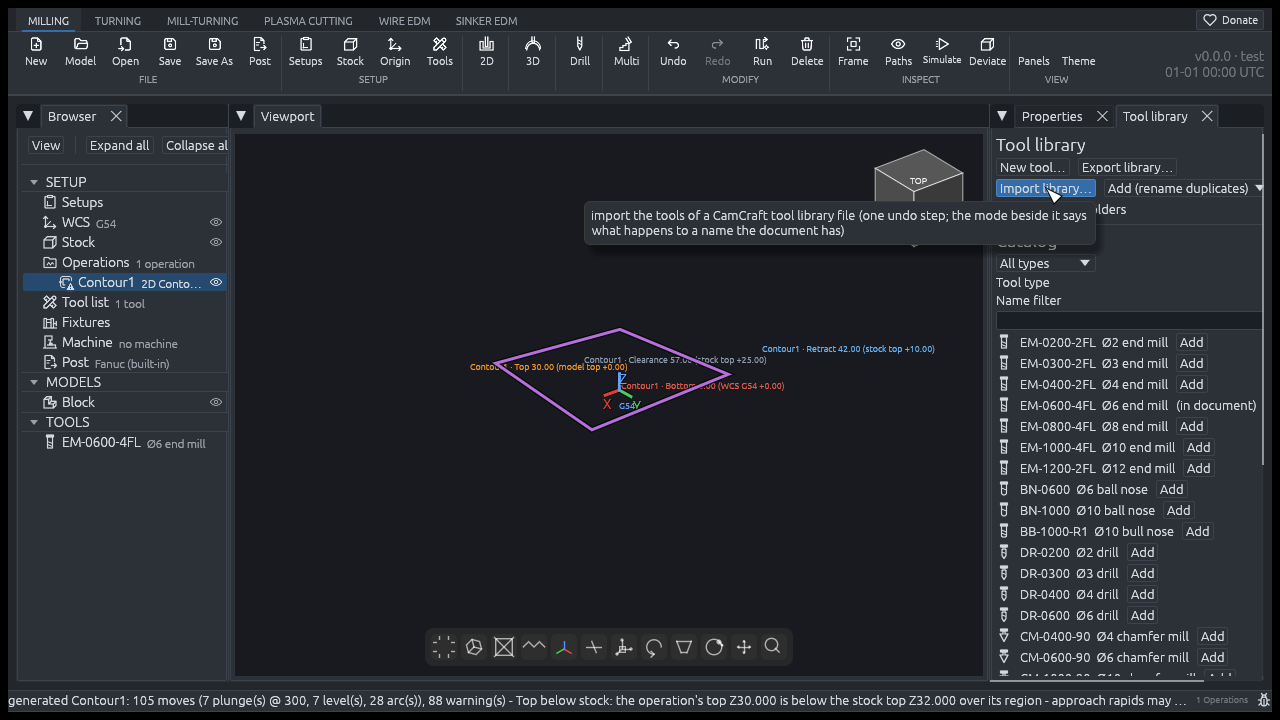 MILLING TURNING MILL-TURNING PLASMA CUTTING WIRE EDM SINKER EDM Donate
New Model Open Save Save As Post Setups Stock Origin Tools 2D 3D Drill Multi Undo Redo Run Delete Frame Paths Simulate Deviate Panels Theme
FILE SETUP MODIFY INSPECT VIEW
v0.0.0 · test
01-01 00:00 UTC
Browser Viewport Properties Tool library
View Expand all Collapse al
SETUP
Setups
WCS G54
Stock
Operations 1 operation
Contour1 2D Conto...
Tool list 1 tool
Fixtures
Machine no machine
Post Fanuc (built-in)
MODELS
Block
TOOLS
EM-0600-4FL Ø6 end mill
TOP
Contour1 · Retract 42.00 (stock top +10.00)
Contour1 · Clearance 57.00 (stock top +25.00)
Contour1 · Top 30.00 (model top +0.00)
(WCS G54 +0.00)
Z
X G54 Y
Tool library
New tool... Export library...
Import library... Add (rename duplicates)
import the tools of a CamCraft tool library file (one undo step; the mode beside it says
what happens to a name the document has)
Catalog
All types
Tool type
Name filter
EM-0200-2FL Ø2 end mill Add
EM-0300-2FL Ø3 end mill Add
EM-0400-2FL Ø4 end mill Add
EM-0600-4FL Ø6 end mill (in document)
EM-0800-4FL Ø8 end mill Add
EM-1000-4FL Ø10 end mill Add
EM-1200-2FL Ø12 end mill Add
BN-0600 Ø6 ball nose Add
BN-1000 Ø10 ball nose Add
BB-1000-R1 Ø10 bull nose Add
DR-0200 Ø2 drill Add
DR-0300 Ø3 drill Add
DR-0400 Ø4 drill Add
DR-0600 Ø6 drill Add
CM-0400-90 Ø4 chamfer mill Add
CM-0600-90 Ø6 chamfer mill Add
generated Contour1: 105 moves (7 plunge(s) @ 300, 7 level(s), 28 arc(s)), 88 warning(s) - Top below stock: the operation's top Z30.000 is below the stock top Z32.000 over its region - approach rapids may ... 1 Operations